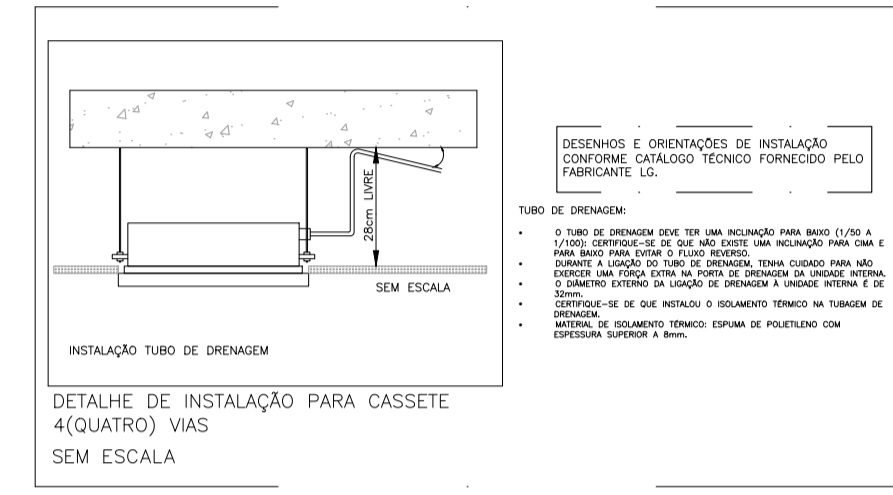 28cm LIVRE
SEM ESCALA
INSTALAÇÃO TUBO DE DRENAGEM
DETALHE DE INSTALAÇÃO PARA CASSETE
4(QUATRO) VIAS
SEM ESCALA
DESENHOS E ORIENTAÇÕES DE INSTALAÇÃO
CONFORME CATÁLOGO TÉCNICO FORNECIDO PELO
FABRICANTE LG.
TUBO DE DRENAGEM:
• O TUBO DE DRENAGEM DEVE TER UMA INCLINAÇÃO PARA BAIXO (1/50 A
1/100): CERTIFIQUE-SE DE QUE NÃO EXISTE UMA INCLINAÇÃO PARA CIMA E
PARA BAIXO PARA EVITAR O FLUXO REVERSO.
• DURANTE A LIGAÇÃO DO TUBO DE DRENAGEM, TENHA CUIDADO PARA NÃO
EXERCER UMA FORÇA EXTRA NA PORTA DE DRENAGEM DA UNIDADE INTERNA.
• O DIÂMETRO EXTERNO DA LIGAÇÃO DE DRENAGEM À UNIDADE INTERNA É DE
32mm.
• CERTIFIQUE-SE DE QUE INSTALOU O ISOLAMENTO TÉRMICO NA TUBAGEM DE
DRENAGEM.
• MATERIAL DE ISOLAMENTO TÉRMICO: ESPUMA DE POLIETILENO COM
ESPESSURA SUPERIOR A 8mm.